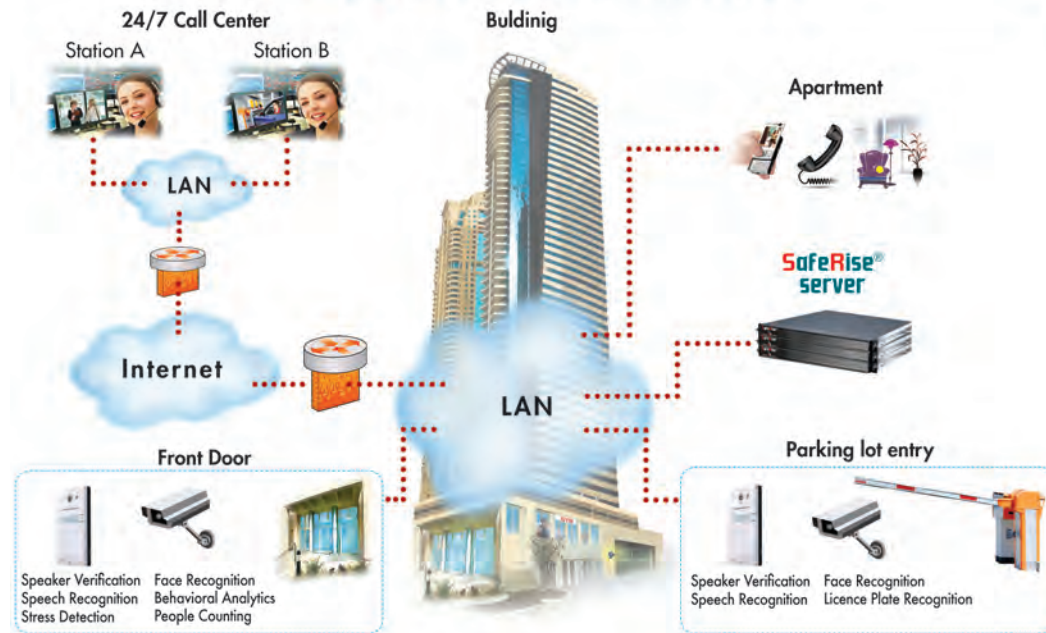 24/7 Call Center
Station A
Station B
LAN
Internet
Buldinig
LAN
Apartment
SafeRise®
server
Front Door
Speaker Verification
Speech Recognition
Stress Detection
Face Recognition
Behavioral Analytics
People Counting
Parking lot entry
Speaker Verification
Speech Recognition
Face Recognition
Licence Plate Recognition